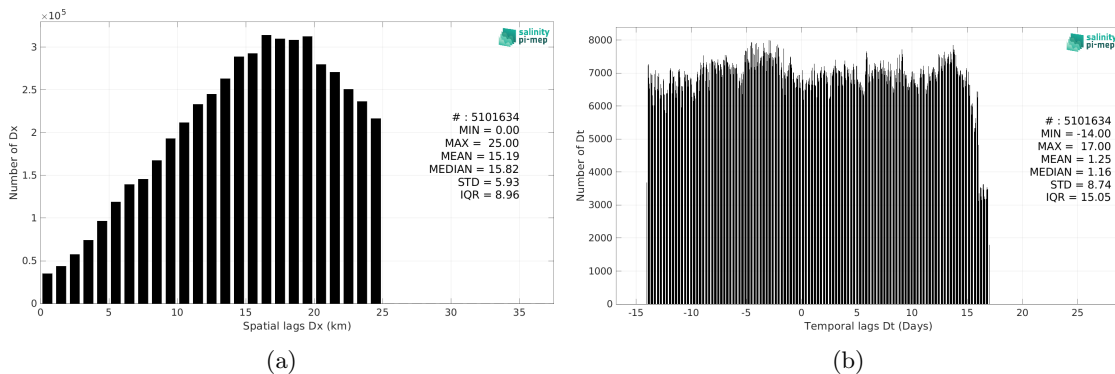 ×10⁵
3
2.5
2
1.5
1
0.5
0
Number of Dx
0 5 10 15 20 25 30 35
Spatial lags Dx (km)
salinity
pi-mep
# : 5101634
MIN = 0.00
MAX = 25.00
MEAN = 15.19
MEDIAN = 15.82
STD = 5.93
IQR = 8.96
(a)
8000
7000
6000
5000
4000
3000
2000
1000
0
Number of Dt
-15 -10 -5 0 5 10 15 20 25
Temporal lags Dt (Days)
salinity
pi-mep
# : 5101634
MIN = -14.00
MAX = 17.00
MEAN = 1.25
MEDIAN = 1.16
STD = 8.74
IQR = 15.05
(b)